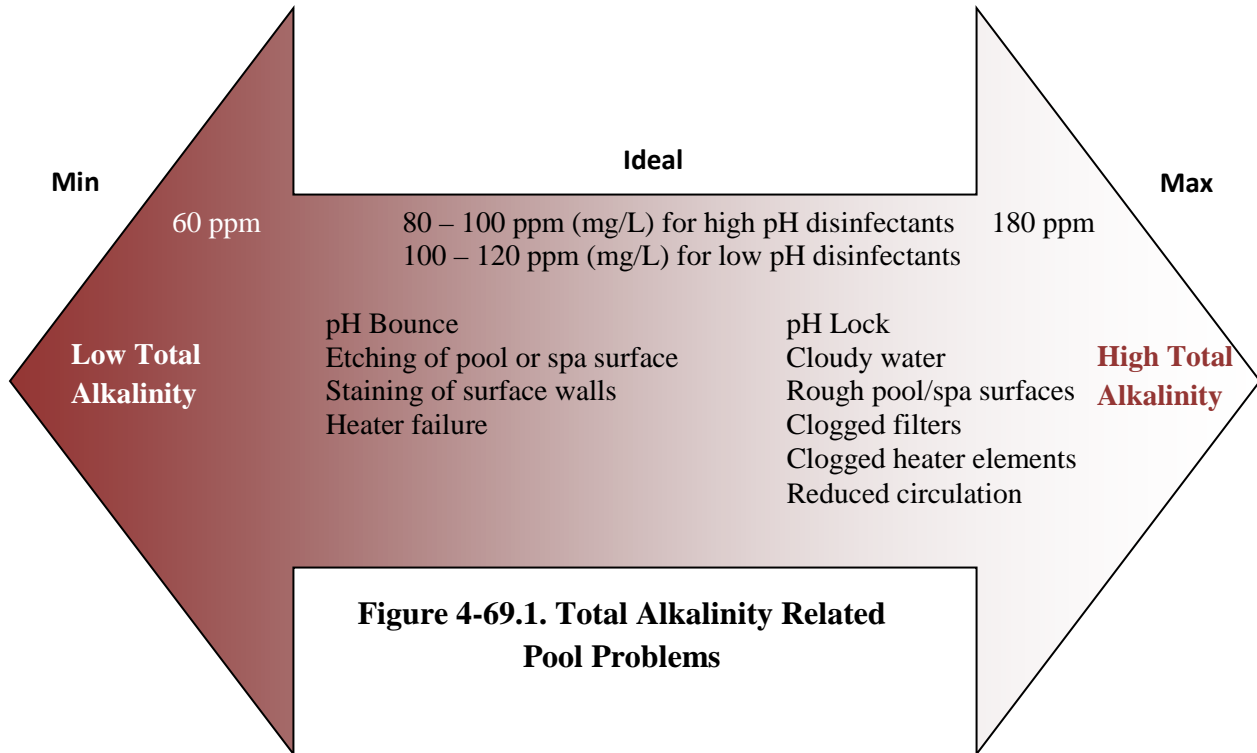 Min
Ideal
Max
60 ppm
80 – 100 ppm (mg/L) for high pH disinfectants
100 – 120 ppm (mg/L) for low pH disinfectants
180 ppm
Low Total
Alkalinity
pH Bounce
Etching of pool or spa surface
Staining of surface walls
Heater failure
pH Lock
Cloudy water
Rough pool/spa surfaces
Clogged filters
Clogged heater elements
Reduced circulation
High Total
Alkalinity
Figure 4-69.1. Total Alkalinity Related
Pool Problems